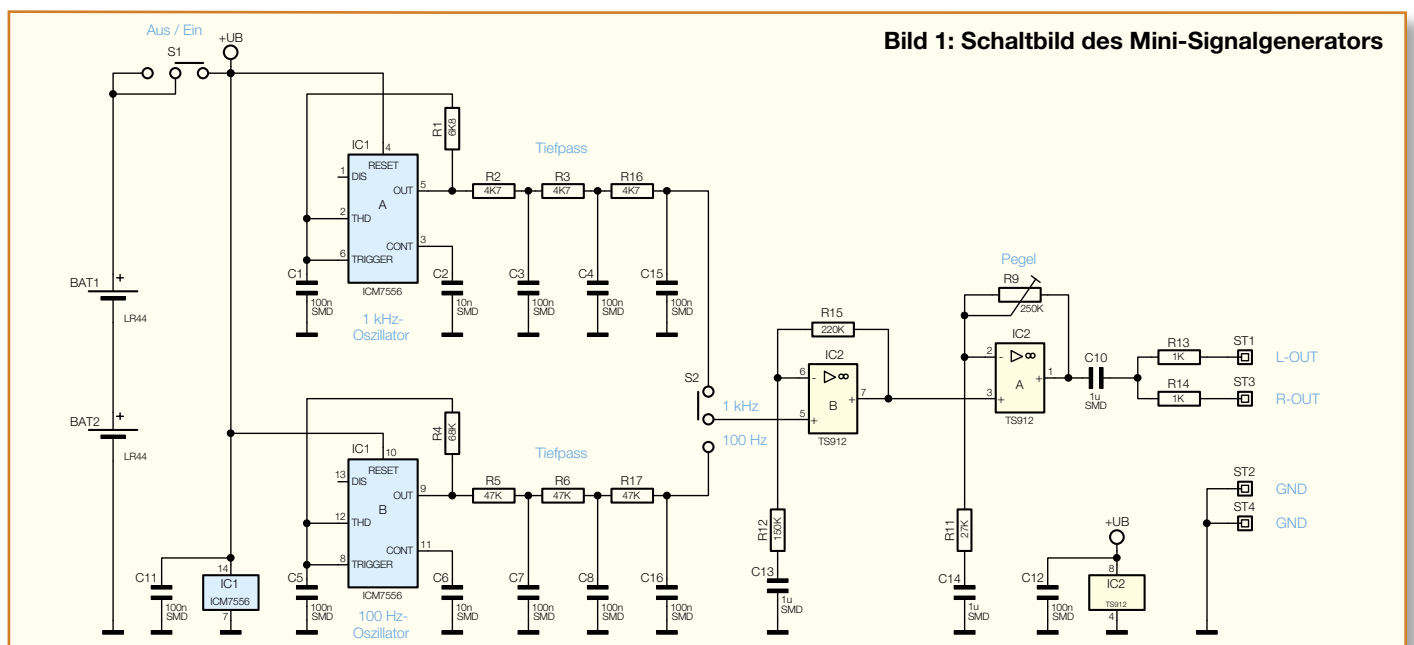 Bild 1: Schaltbild des Mini-Signalgenerators
Aus / Ein
S1
+UB
BAT1
+
LR44
BAT2
+
LR44
C11
100n
SMD
14
IC1
ICM7556
7
R1
6K8
IC1
4
RESET
1
DIS
OUT
5
A
2
THD
CONT
3
6
TRIGGER
ICM7556
C1
100n
SMD
C2
10n
SMD
1 kHz-
Oszillator
Tiefpass
R2
4K7
R3
4K7
R16
4K7
C3
100n
SMD
C4
100n
SMD
C15
100n
SMD
R4
68K
IC1
10
RESET
13
DIS
OUT
9
B
12
THD
CONT
11
8
TRIGGER
ICM7556
C5
100n
SMD
C6
10n
SMD
100 Hz-
Oszillator
Tiefpass
R5
47K
R6
47K
R17
47K
C7
100n
SMD
C8
100n
SMD
C16
100n
SMD
S2
1 kHz
100 Hz
R15
220K
IC2
6
-
▷∞
+
7
5
+
B
TS912
R12
150K
C13
1u
SMD
Pegel
R9
250K
IC2
2
-
▷∞
+
1
3
+
A
TS912
R11
27K
C14
1u
SMD
C10
1u
SMD
R13
1K
ST1
L-OUT
R14
1K
ST3
R-OUT
ST2
GND
ST4
GND
+UB
C12
100n
SMD
8
IC2
TS912
4